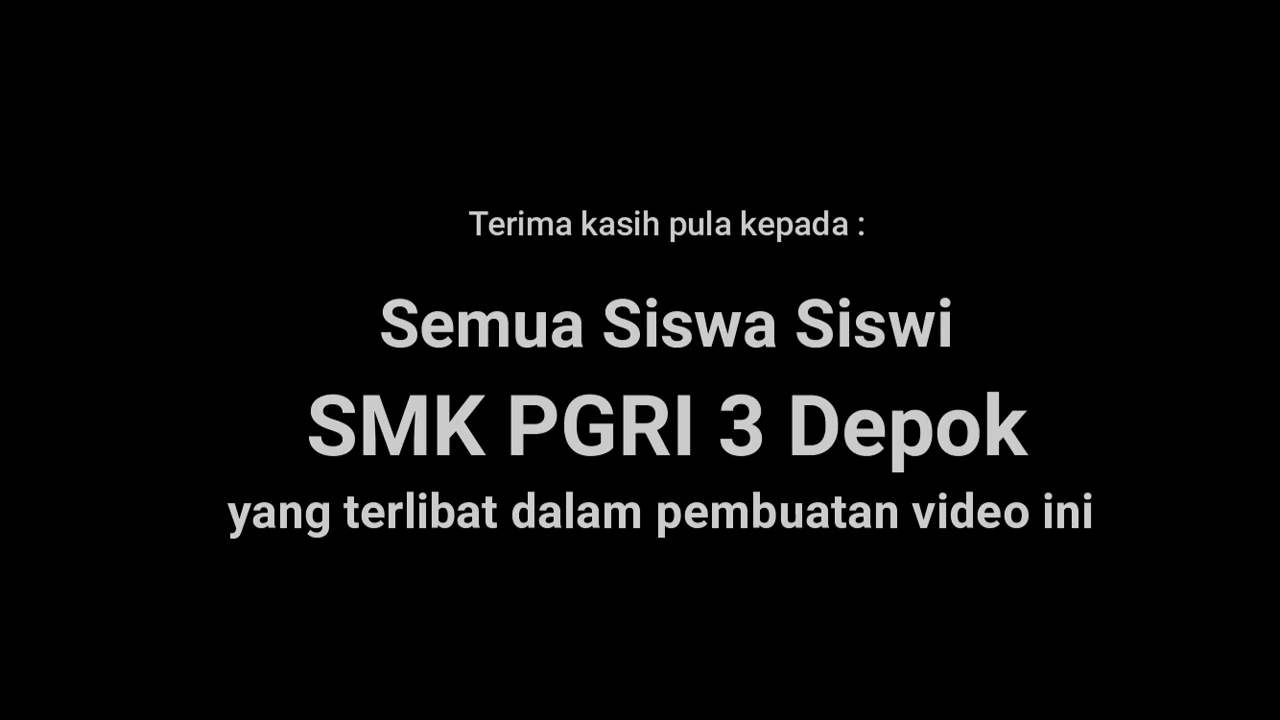 Terima kasih pula kepada :
Semua Siswa Siswi
SMK PGRI 3 Depok
yang terlibat dalam pembuatan video ini